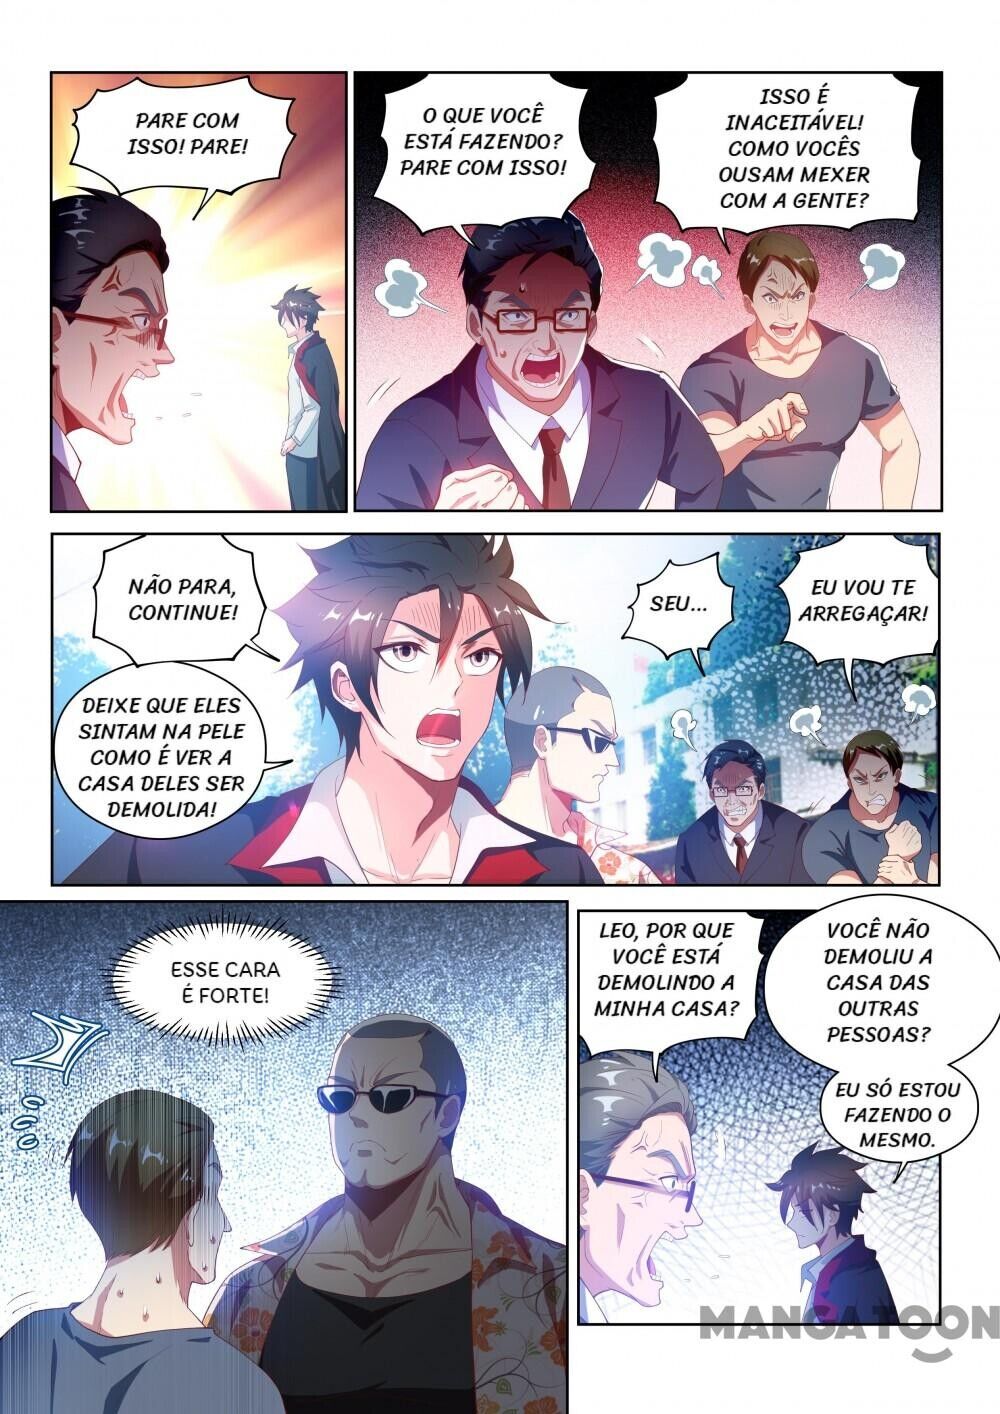 PARE COM
ISSO! PARE!
O QUE VOCÊ
ESTÁ FAZENDO?
PARE COM ISSO!
ISSO É
INACEITÁVEL!
COMO VOCÊS
OUSAM MEXER
COM A GENTE?
NÃO PARA,
CONTINUE!
DEIXE QUE ELES
SINTAM NA PELE
COMO É VER A
CASA DELES SER
DEMOLIDA!
SEU...
EU VOU TE
ARREGAÇAR!
ESSE CARA
É FORTE!
LEO, POR QUE
VOCÊ ESTÁ
DEMOLINDO A
MINHA CASA?
VOCÊ NÃO
DEMOLIU A
CASA DAS
OUTRAS
PESSOAS?
EU SÓ ESTOU
FAZENDO O
MESMO.
MANGATOON